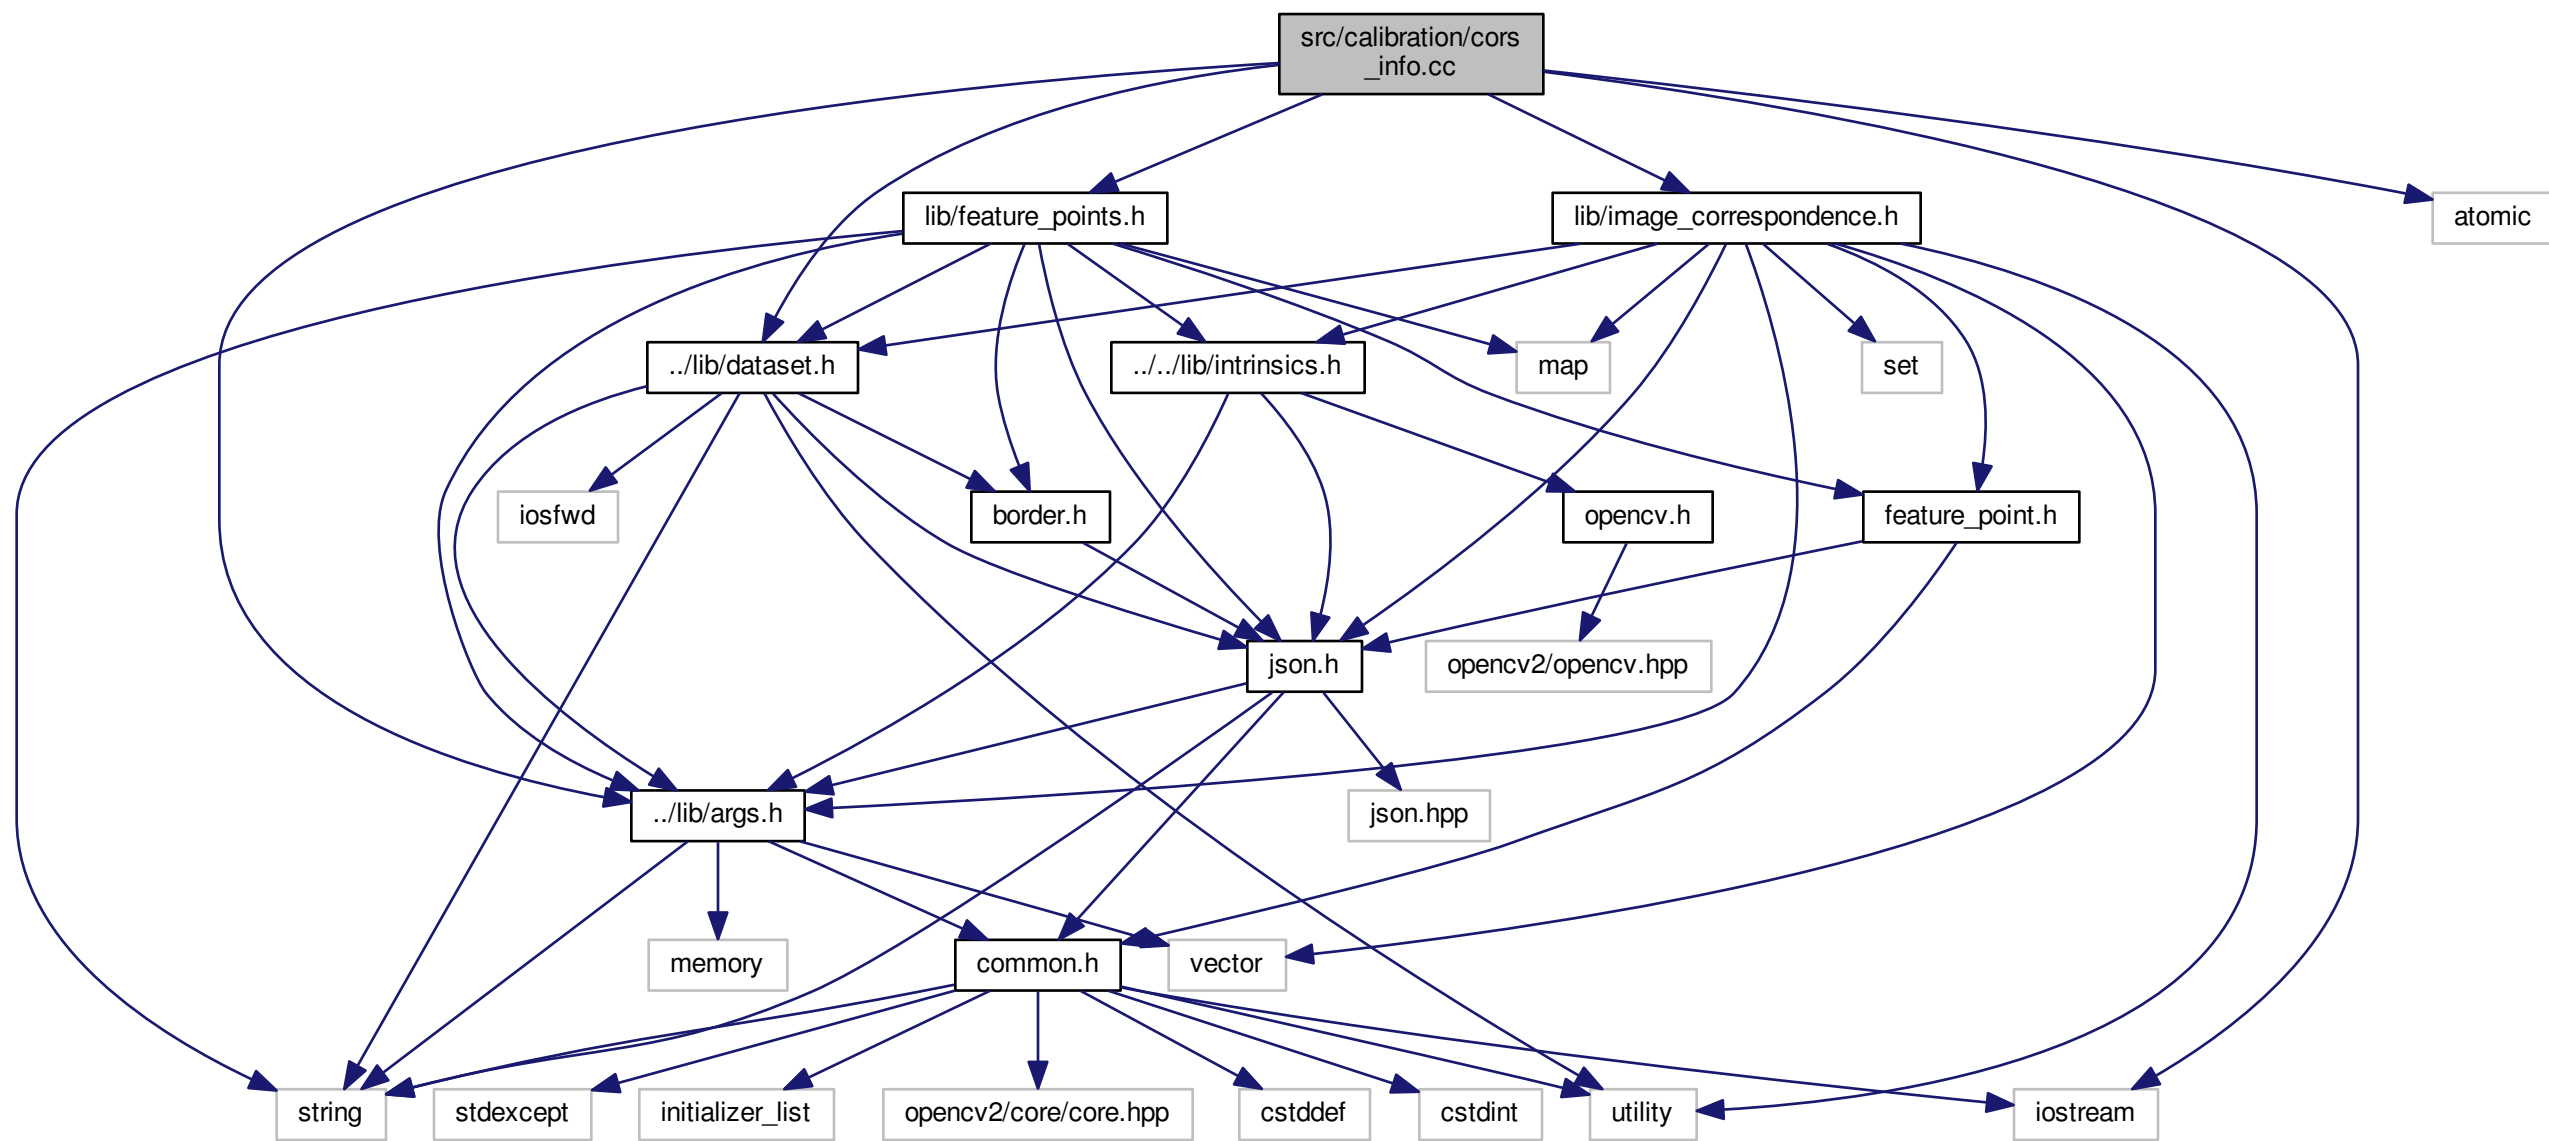 src/calibration/cors
_info.cc
lib/feature_points.h
lib/image_correspondence.h
atomic
../lib/dataset.h
../../lib/intrinsics.h
map
set
iosfwd
border.h
opencv.h
feature_point.h
json.h
opencv2/opencv.hpp
../lib/args.h
json.hpp
memory
common.h
vector
string
stdexcept
initializer_list
opencv2/core/core.hpp
cstddef
cstdint
utility
iostream